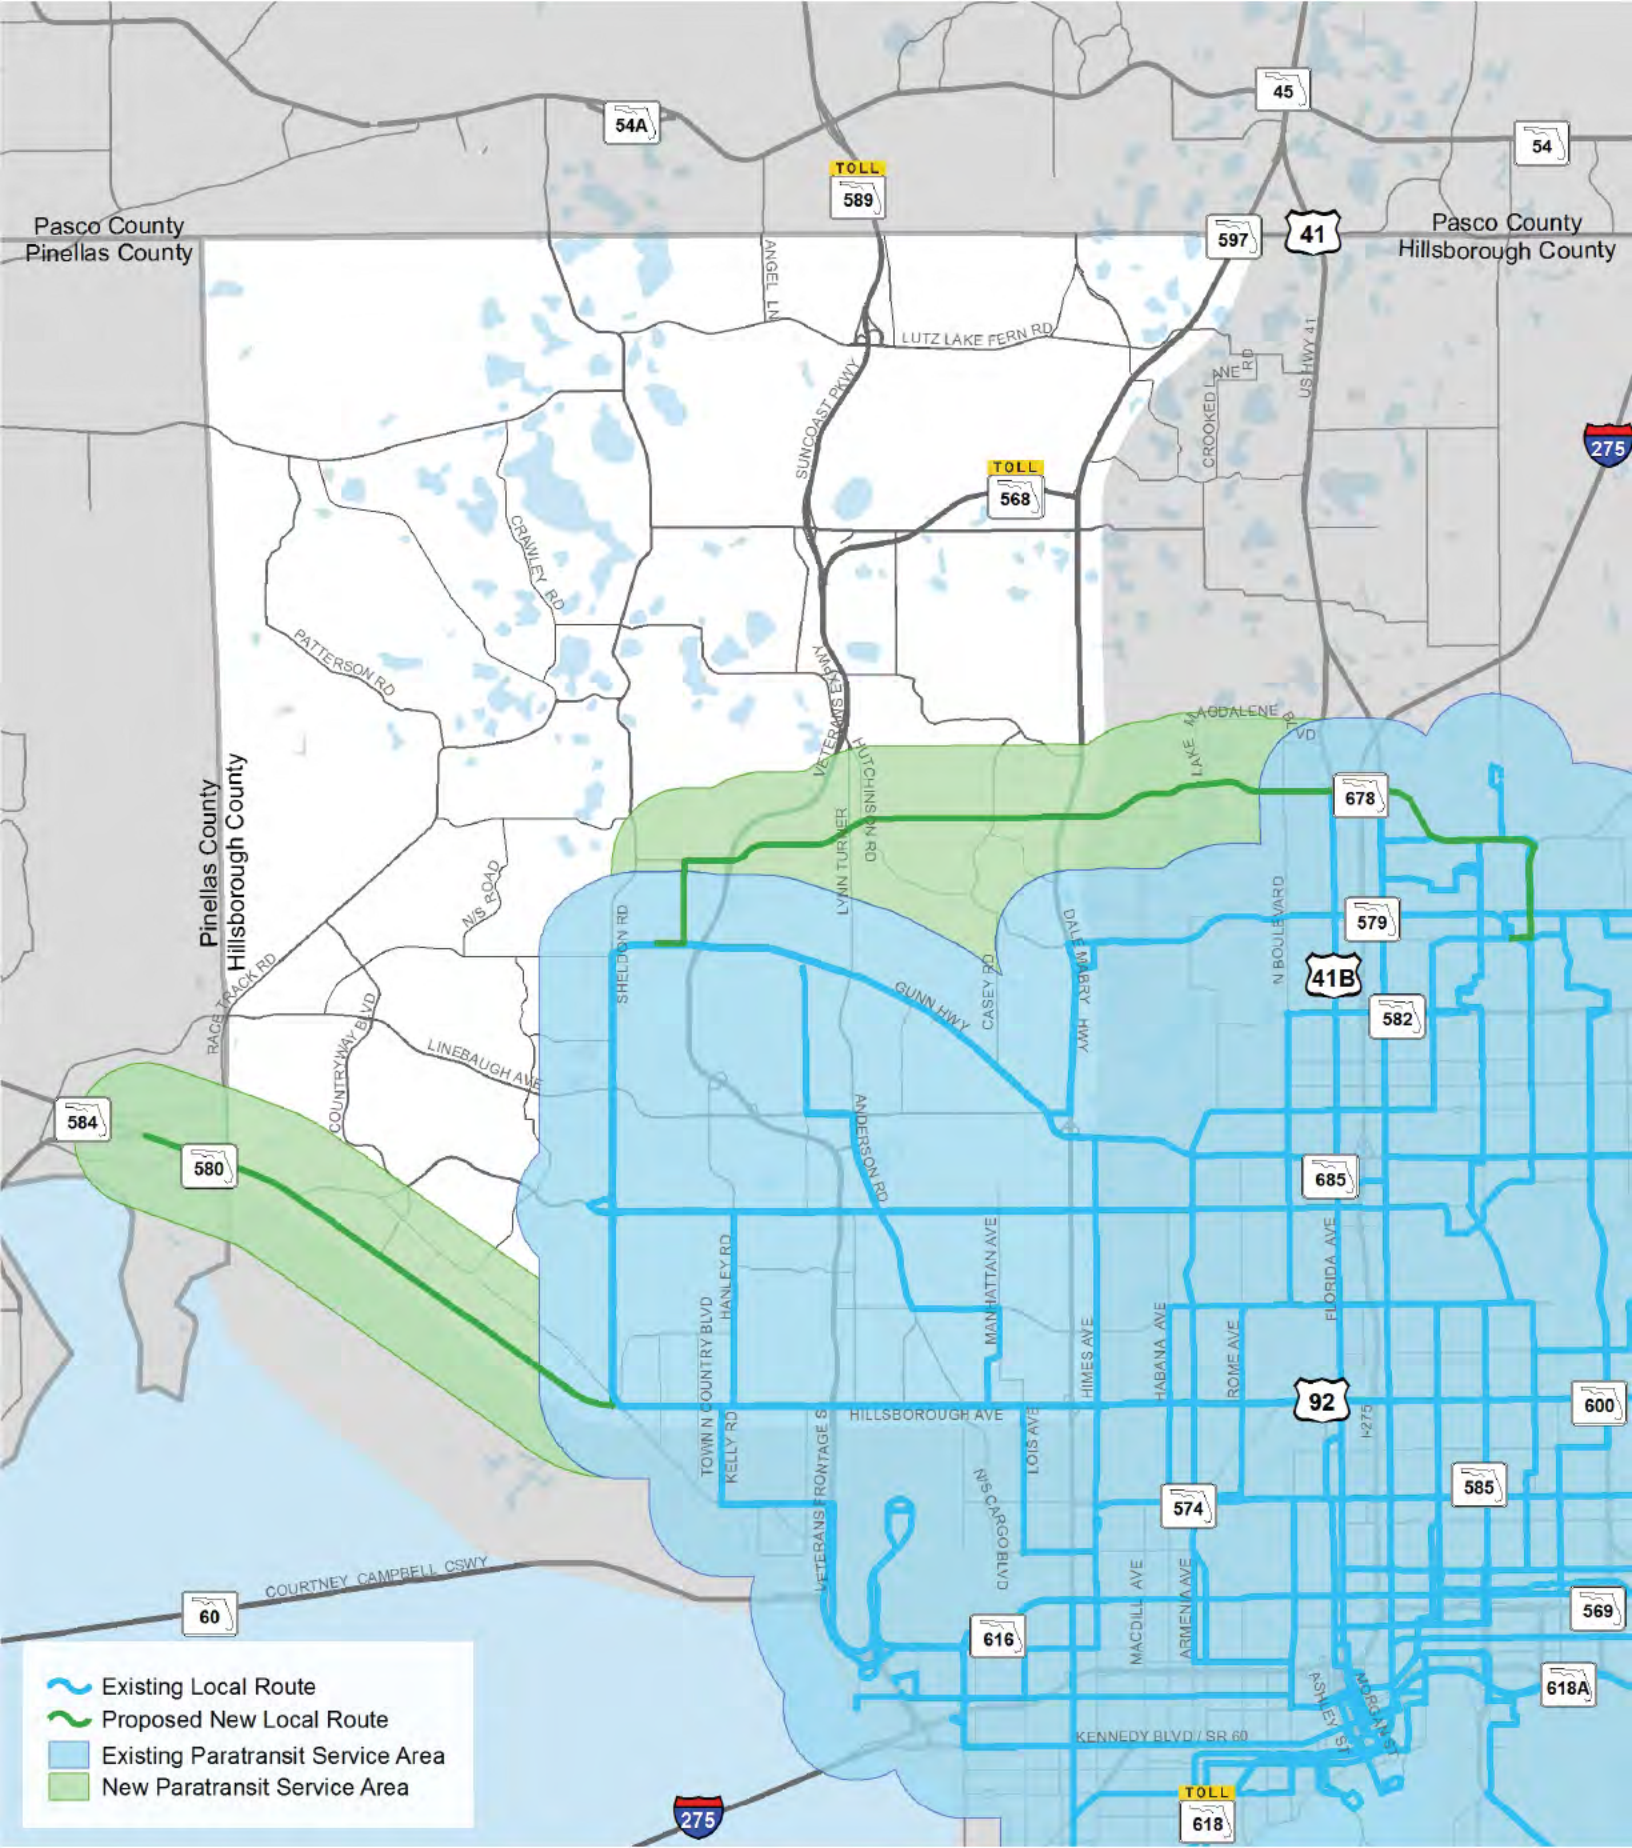 45
54A
54
TOLL
589
Pasco County
Pinellas County
597
41
Pasco County
Hillsborough County
ANGEL LN
LUTZ LAKE FERN RD
US HWY 41
CROOKED LANE RD
SUNCOAST PKWY
275
TOLL
568
CRAWLEY RD
PATTERSON RD
VETERANS EXPWY
LAKE MAGDALENE BLVD
HUTCHINSON RD
LYNN TURNER
Pinellas County
Hillsborough County
678
N/S ROAD
SHELDON RD
RACE TRACK RD
579
N BOULEVARD
DALE MABRY HWY
CASEY RD
GUNN HWY
41B
582
COUNTRYWAY BLVD
LINEBAUGH AVE
584
580
ANDERSON RD
685
MANHATTAN AVE
FLORIDA AVE
HANLEY RD
TOWN N COUNTRY BLVD
HIMES AVE
HABANA AVE
ROME AVE
92
600
HILLSBOROUGH AVE
I-275
KELLY RD
LOIS AVE
VETERANS FRONTAGE S
N/S CARGO BLVD
574
585
COURTNEY CAMPBELL CSWY
60
616
MACDILL AVE
ARMENIA AVE
569
618A
ASHLEY ST
MORGAN ST
KENNEDY BLVD / SR 60
TOLL
618
275
Existing Local Route
Proposed New Local Route
Existing Paratransit Service Area
New Paratransit Service Area